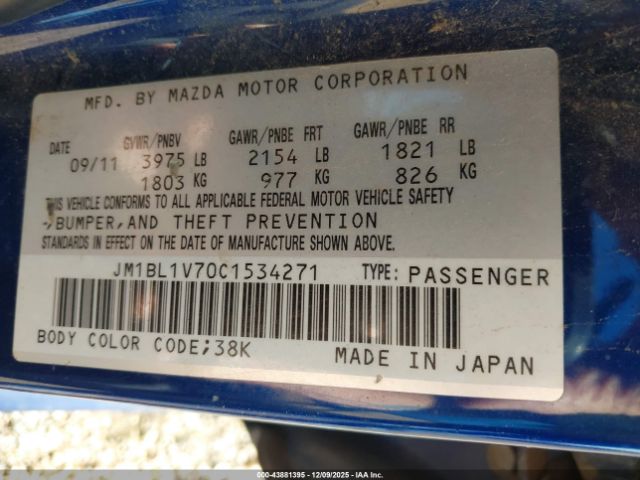 MFD. BY MAZDA MOTOR CORPORATION
DATE GVWR/PNBV GAWR/PNBE FRT GAWR/PNBE RR
09/11 3975 LB 2154 LB 1821 LB
1803 KG 977 KG 826 KG
THIS VEHICLE CONFORMS TO ALL APPLICABLE FEDERAL MOTOR VEHICLE SAFETY
,BUMPER,AND THEFT PREVENTION
STANDARDS IN EFFECT ON THE DATE OF MANUFACTURE SHOWN ABOVE.
JM1BL1V70C1534271 TYPE: PASSENGER
BODY COLOR CODE;38K MADE IN JAPAN
000-43881395 - 12/09/2025 - Copyright IAA, Inc.